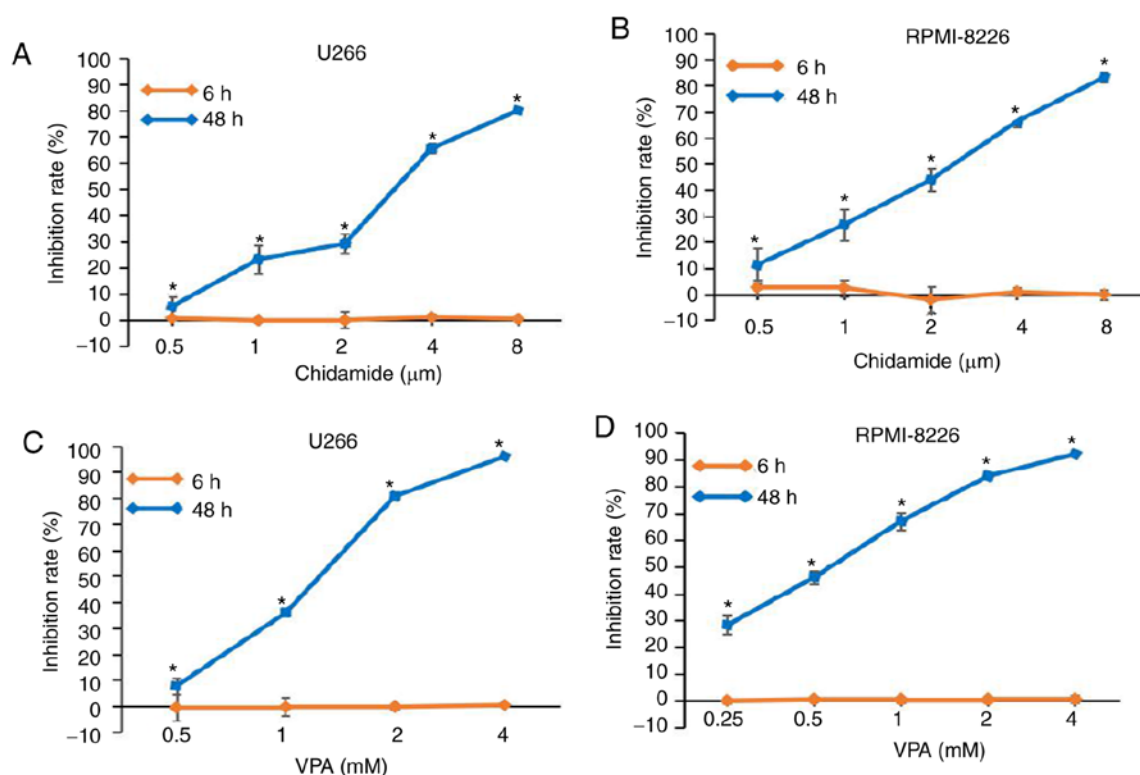 A
U266
100
90
80
70
60
50
40
30
20
10
0
−10
Inhibition rate (%)
6 h
48 h
*
*
*
*
*
0.5 1 2 4 8
Chidamide (μm)
B
RPMI-8226
100
90
80
70
60
50
40
30
20
10
0
−10
Inhibition rate (%)
6 h
48 h
*
*
*
*
*
0.5 1 2 4 8
Chidamide (μm)
C
U266
100
90
80
70
60
50
40
30
20
10
0
−10
Inhibition rate (%)
6 h
48 h
*
*
*
*
0.5 1 2 4
VPA (mM)
D
RPMI-8226
100
90
80
70
60
50
40
30
20
10
0
−10
Inhibition rate (%)
6 h
48 h
*
*
*
*
*
0.25 0.5 1 2 4
VPA (mM)